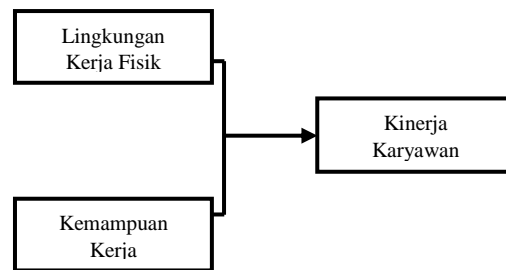 Lingkungan
Kerja Fisik
Kinerja
Karyawan
Kemampuan
Kerja